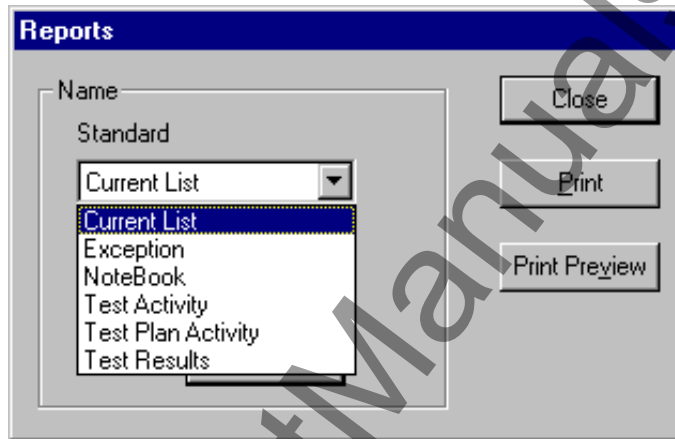 Reports
Name
Standard
Current List
Current List
Exception
NoteBook
Test Activity
Test Plan Activity
Test Results
Close
Print
Print Preview
tManual